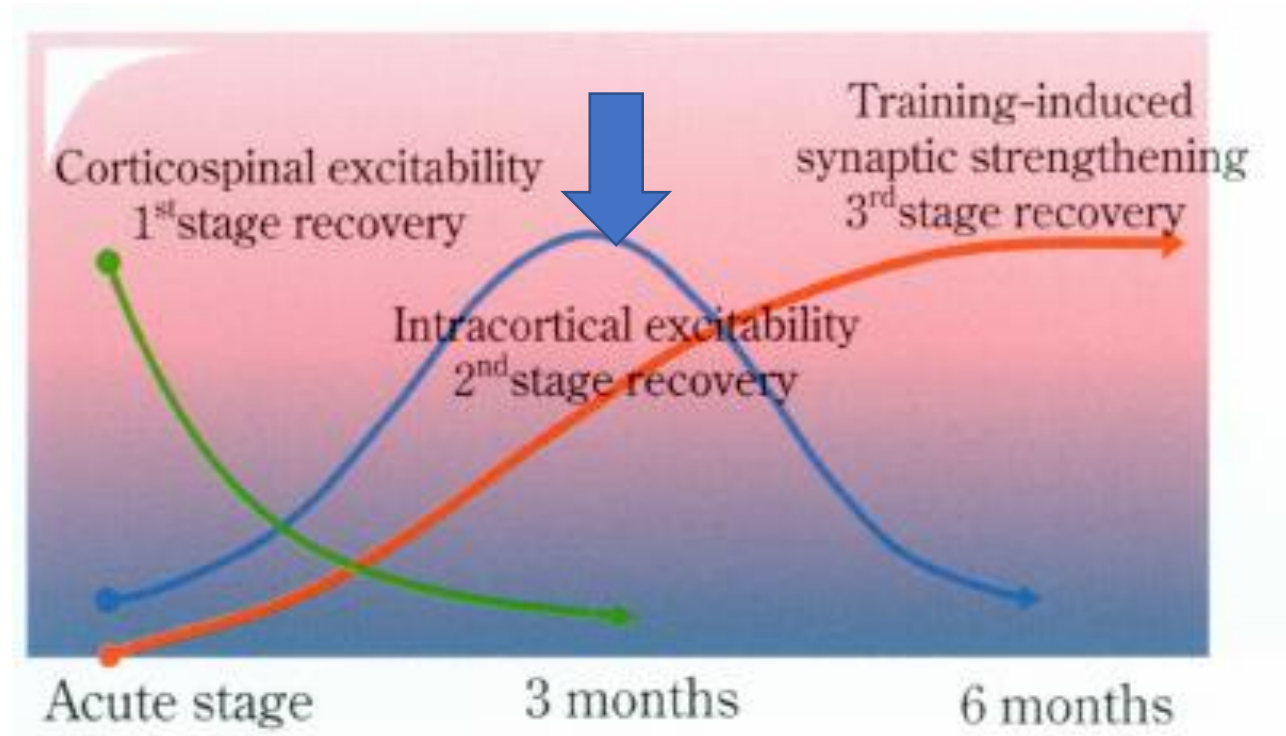 Corticospinal excitability
1st stage recovery
Training-induced
synaptic strengthening
3rd stage recovery
Intracortical excitability
2nd stage recovery
Acute stage
3 months
6 months